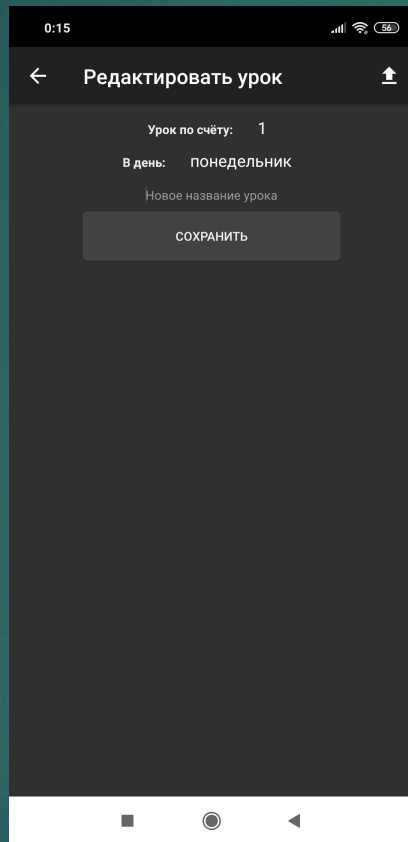 0:15
56
Редактировать урок
Урок по счёту: 1
В день: понедельник
Новое название урока
СОХРАНИТЬ